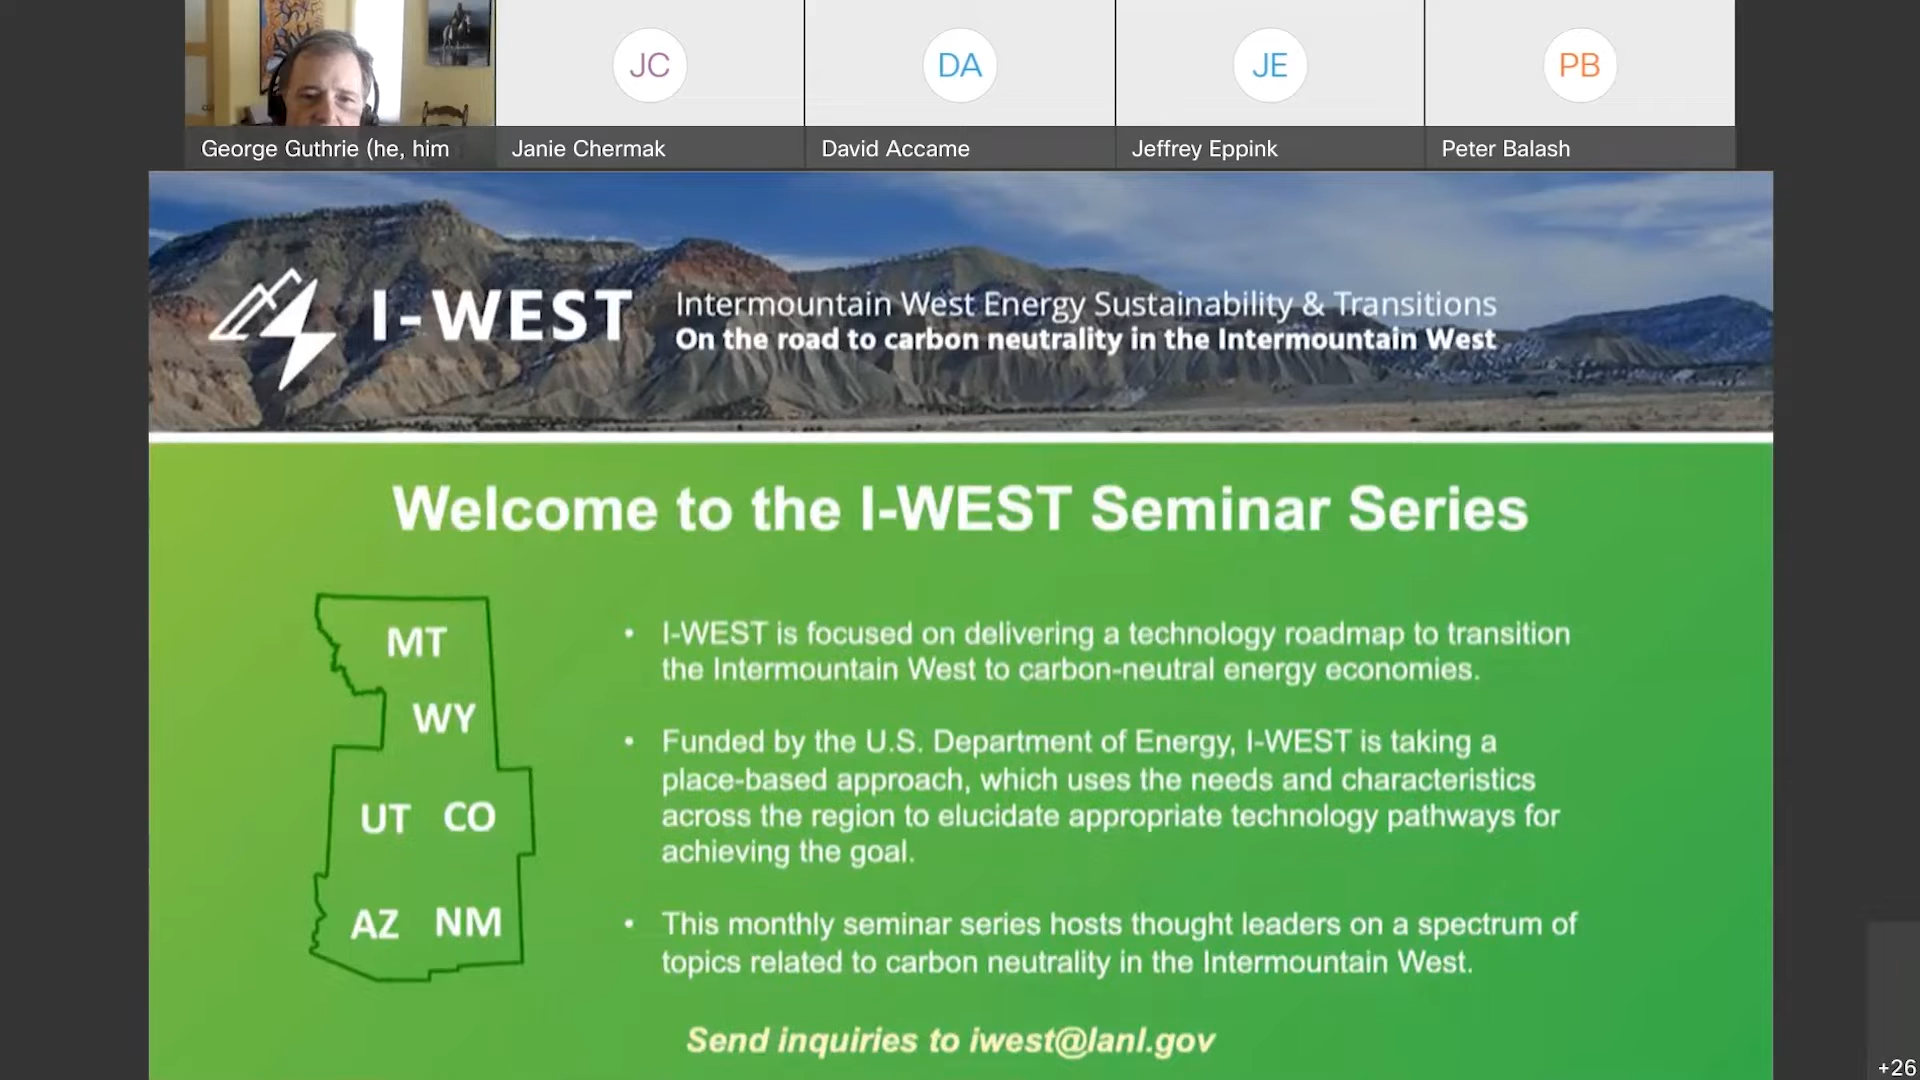 JC
DA
JE
PB
George Guthrie (he, him
Janie Chermak
David Accame
Jeffrey Eppink
Peter Balash
I-WEST
Intermountain West Energy Sustainability & Transitions
On the road to carbon neutrality in the Intermountain West
Welcome to the I-WEST Seminar Series
MT
WY
UT CO
AZ NM
• I-WEST is focused on delivering a technology roadmap to transition
the Intermountain West to carbon-neutral energy economies.
• Funded by the U.S. Department of Energy, I-WEST is taking a
place-based approach, which uses the needs and characteristics
across the region to elucidate appropriate technology pathways for
achieving the goal.
• This monthly seminar series hosts thought leaders on a spectrum of
topics related to carbon neutrality in the Intermountain West.
Send inquiries to iwest@lanl.gov
+26